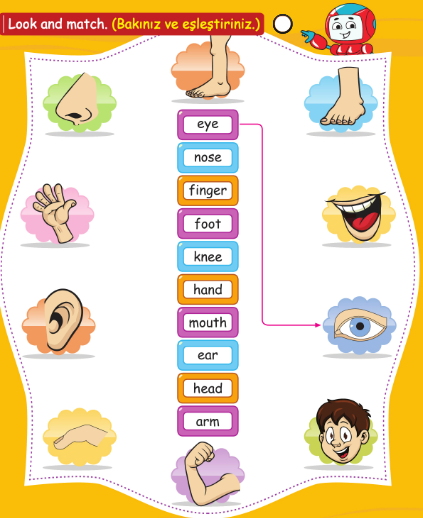 Look and match. (Bakınız ve eşleştiriniz.)
eye
nose
finger
foot
knee
hand
mouth
ear
head
arm